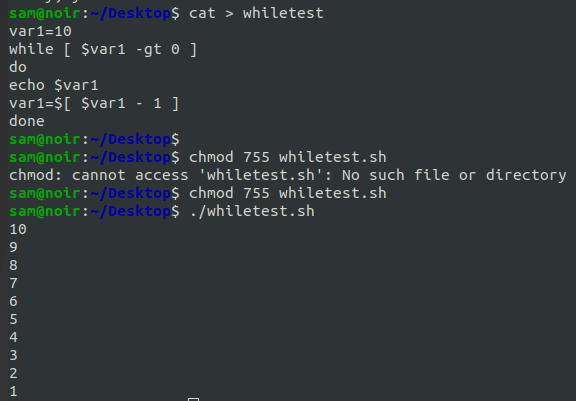 sam@noir:~/Desktop$ cat > whiletest
var1=10
while [ $var1 -gt 0 ]
do
echo $var1
var1=$[ $var1 - 1 ]
done
sam@noir:~/Desktop$
sam@noir:~/Desktop$ chmod 755 whiletest.sh
chmod: cannot access 'whiletest.sh': No such file or directory
sam@noir:~/Desktop$ chmod 755 whiletest.sh
sam@noir:~/Desktop$ ./whiletest.sh
10
9
8
7
6
5
4
3
2
1